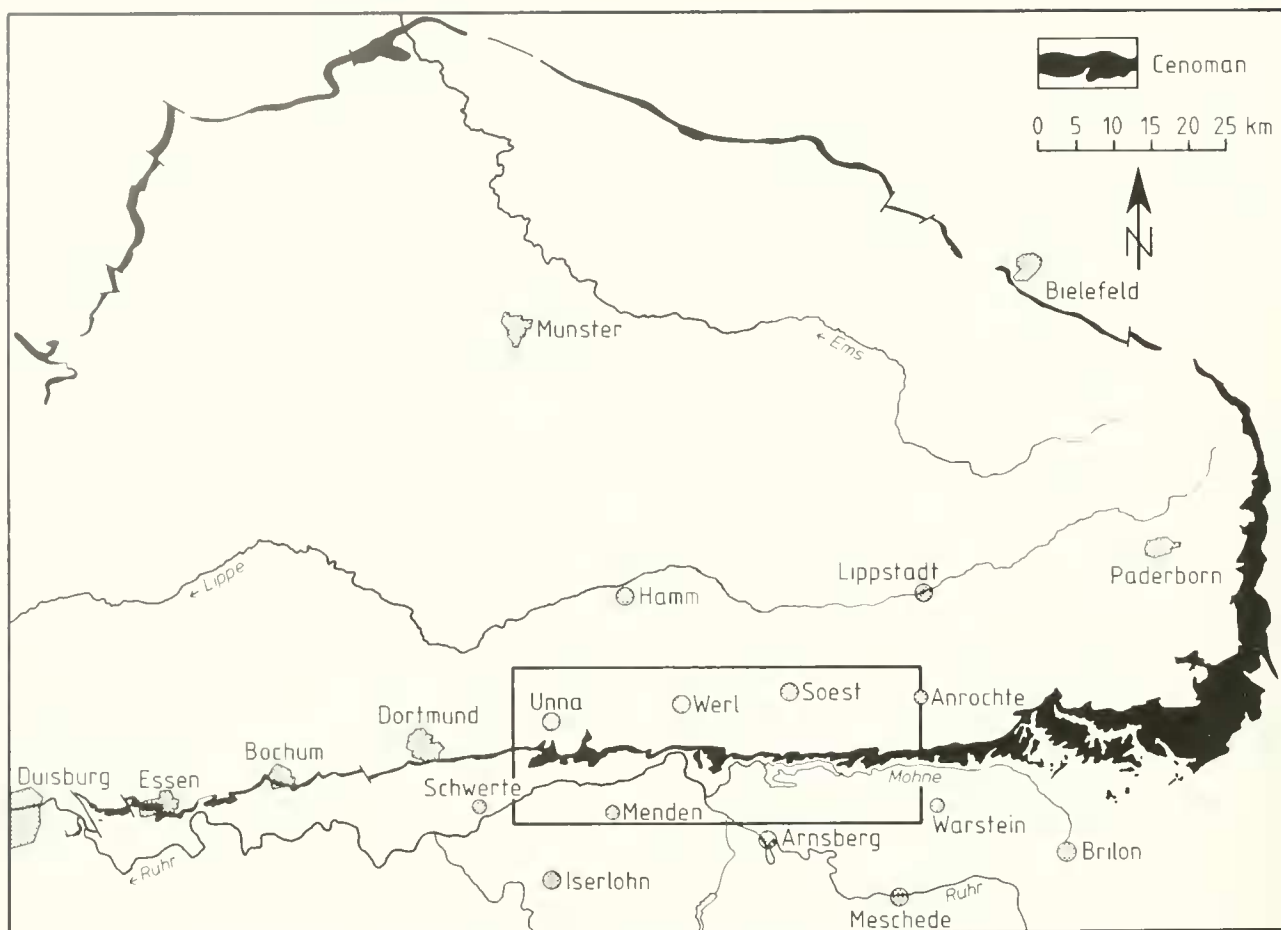 Cenoman
0 5 10 15 20 25 km
N
Bielefeld
Munster
← Ems
Paderborn
Lippstadt
← Lippe
Hamm
Unna
Werl
Soest
Anrochte
Dortmund
Bochum
Duisburg
Essen
Schwerte
Menden
Mohne
Warstein
Arnsberg
Brilon
← Ruhr
Iserlohn
Ruhr
Meschede